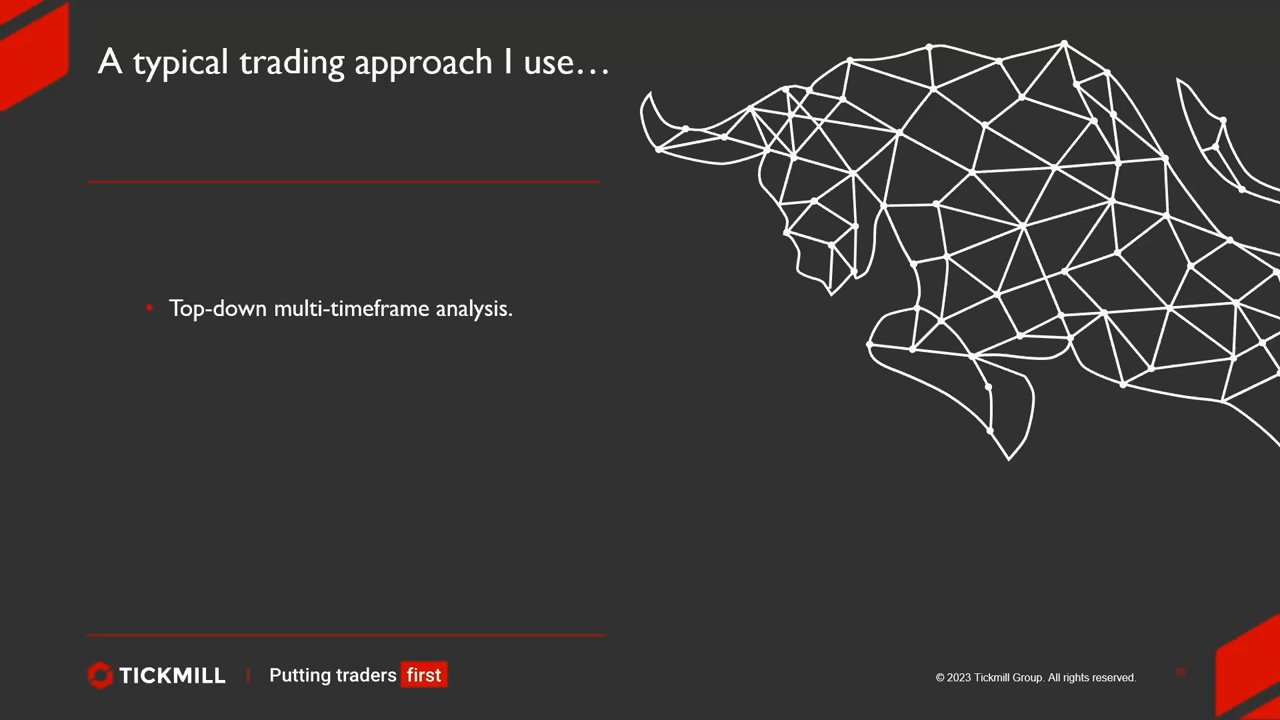 A typical trading approach I use…
• Top-down multi-timeframe analysis.
TICKMILL | Putting traders first
© 2023 Tickmill Group. All rights reserved.